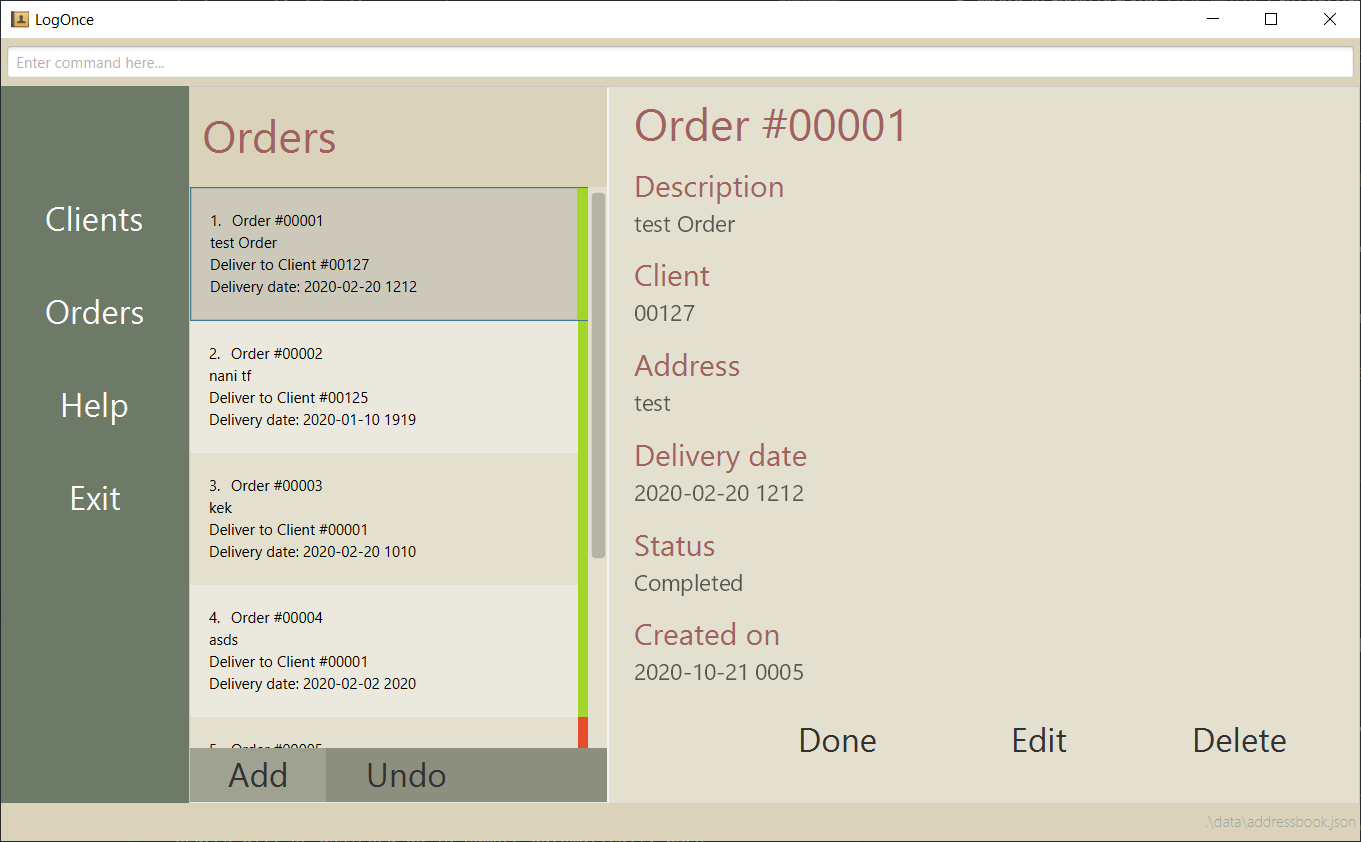 LogOnce
Enter command here...
Clients
Orders
Help
Exit
Orders
1. Order #00001
test Order
Deliver to Client #00127
Delivery date: 2020-02-20 1212
2. Order #00002
nani tf
Deliver to Client #00125
Delivery date: 2020-01-10 1919
3. Order #00003
kek
Deliver to Client #00001
Delivery date: 2020-02-20 1010
4. Order #00004
asds
Deliver to Client #00001
Delivery date: 2020-02-02 2020
5. Order #00005
Add Undo
Order #00001
Description
test Order
Client
00127
Address
test
Delivery date
2020-02-20 1212
Status
Completed
Created on
2020-10-21 0005
Done Edit Delete
.\data\addressbook.json